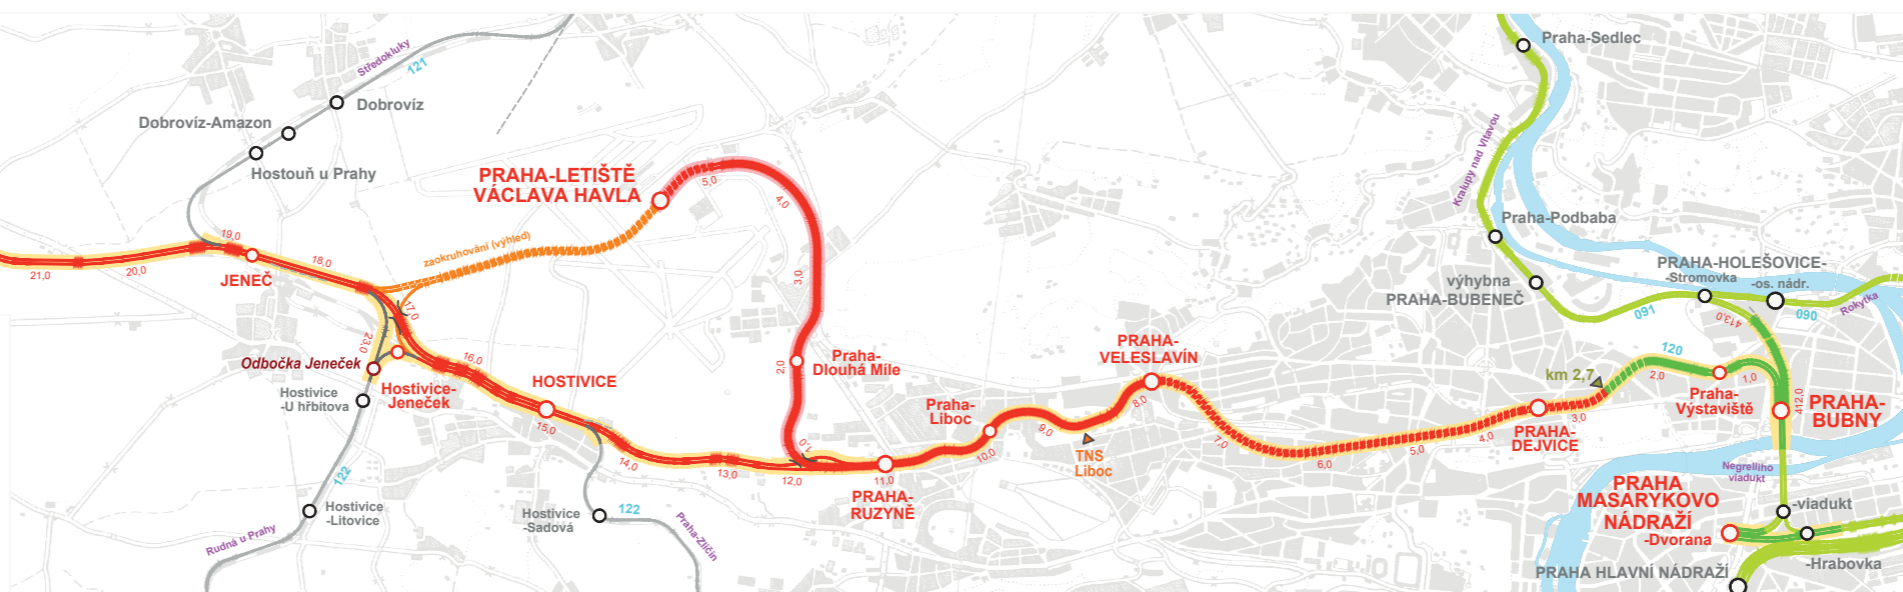 Praha-Sedlec
Středokluky
121
Dobrovíz
Dobrovíz-Amazon
Hostouň u Prahy
PRAHA-LETIŠTĚ
VÁCLAVA HAVLA
5,0
4,0
3,0
2,0
1,0
Kralupy nad Vltavou
Praha-Podbaba
19,0
18,0
21,0
20,0
JENEČ
zaokruhování (výhled)
17,0
23,0
16,0
Odbočka Jeneček
Hostivice-
Jeneček
Hostivice
-U hřbitova
HOSTIVICE
15,0
14,0
13,0
12,0
11,0
Praha-
Dlouhá Míle
výhybna
PRAHA-BUBENEČ
PRAHA-HOLEŠOVICE-
-Stromovka
-os. nádr.
091
413,0
090
Rokytka
PRAHA-
VELESLAVÍN
Praha-
Liboc
10,0
9,0
8,0
7,0
6,0
5,0
4,0
3,0
TNS
Liboc
PRAHA-
RUZYNĚ
km 2,7
120
2,0
1,0
Praha-
Výstaviště
412,0
PRAHA-
BUBNY
PRAHA-
DEJVICE
Negrelliho
viadukt
PRAHA
MASARYKOVO
NÁDRAŽÍ
-Dvorana
-viadukt
-Hrabovka
PRAHA HLAVNÍ NÁDRAŽÍ
122
Hostivice
-Litovice
Rudná u Prahy
Hostivice
-Sadová
122
Praha-Zličín